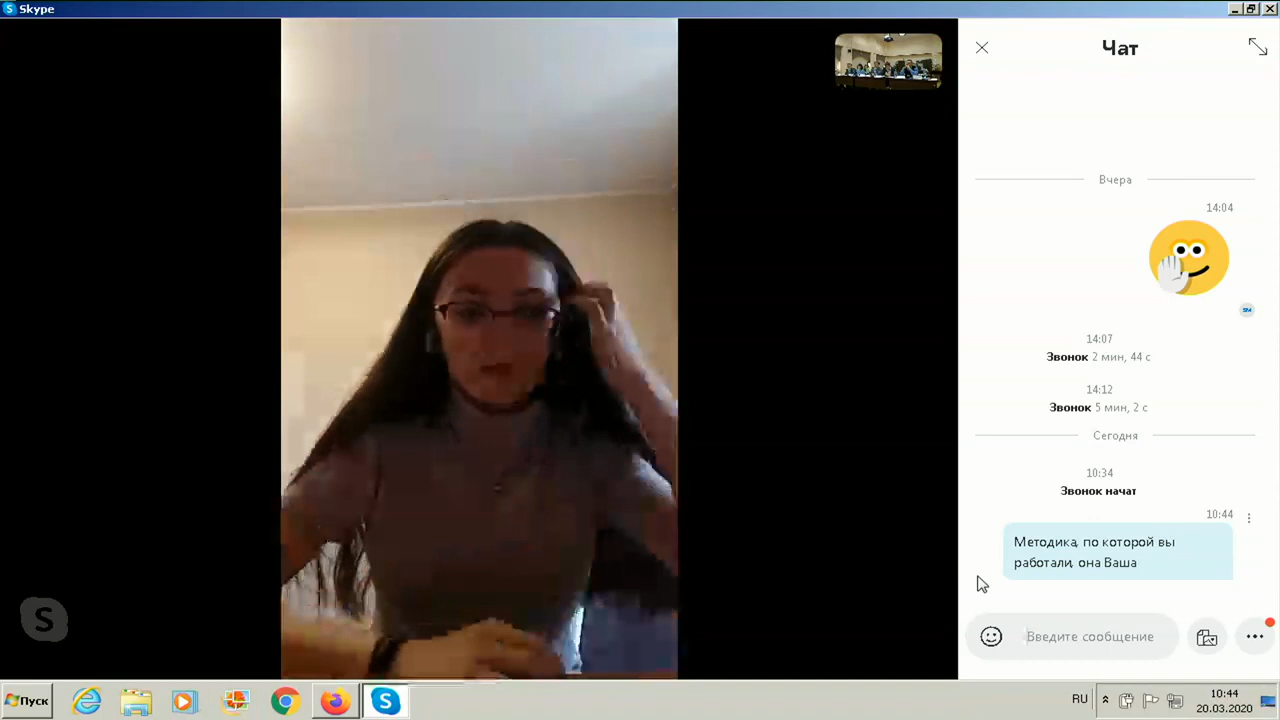 Skype
Чат
Вчера
14:04
14:07
Звонок 2 мин, 44 с
14:12
Звонок 5 мин, 2 с
Сегодня
10:34
Звонок начат
10:44
Методика, по которой вы
работали, она Ваша
Введите сообщение
S
Пуск
RU
10:44
20.03.2020